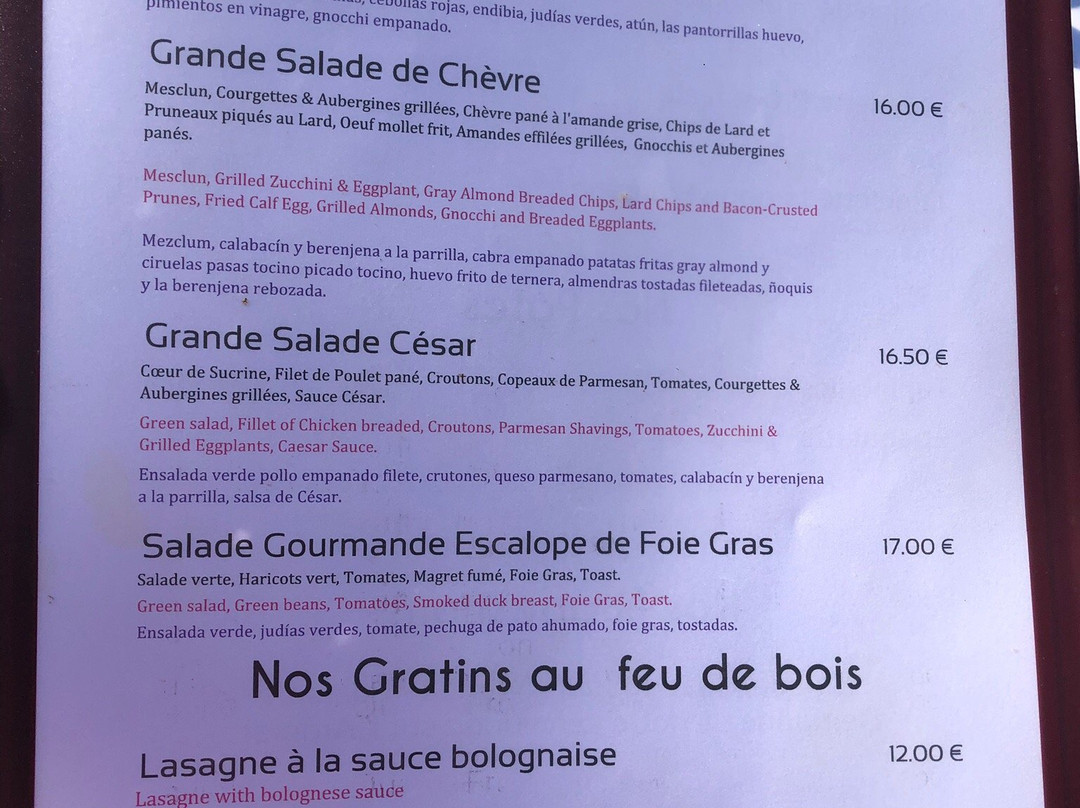 cebollas rojas, endibia, judías verdes, atún, las pantorrillas huevo,
pimientos en vinagre, gnocchi empanado.
Grande Salade de Chèvre
16.00 €
Mesclun, Courgettes & Aubergines grillées, Chèvre pané à l'amande grise, Chips de Lard et
Pruneaux piqués au Lard, Oeuf mollet frit, Amandes effilées grillées, Gnocchis et Aubergines
panés.
Mesclun, Grilled Zucchini & Eggplant, Gray Almond Breaded Chips, Lard Chips and Bacon-Crusted
Prunes, Fried Calf Egg, Grilled Almonds, Gnocchi and Breaded Eggplants.
Mezclum, calabacín y berenjena a la parrilla, cabra empanado patatas fritas gray almond y
ciruelas pasas tocino picado tocino, huevo frito de ternera, almendras tostadas fileteadas, ñoquis
y la berenjena rebozada.
Grande Salade César
16.50 €
Cœur de Sucrine, Filet de Poulet pané, Croutons, Copeaux de Parmesan, Tomates, Courgettes &
Aubergines grillées, Sauce César.
Green salad, Fillet of Chicken breaded, Croutons, Parmesan Shavings, Tomatoes, Zucchini &
Grilled Eggplants, Caesar Sauce.
Ensalada verde pollo empanado filete, crutones, queso parmesano, tomates, calabacín y berenjena
a la parrilla, salsa de César.
Salade Gourmande Escalope de Foie Gras
17.00 €
Salade verte, Haricots vert, Tomates, Magret fumé, Foie Gras, Toast.
Green salad, Green beans, Tomatoes, Smoked duck breast, Foie Gras, Toast.
Ensalada verde, judías verdes, tomate, pechuga de pato ahumado, foie gras, tostadas.
Nos Gratins au feu de bois
Lasagne à la sauce bolognaise
12.00 €
Lasagne with bolognese sauce